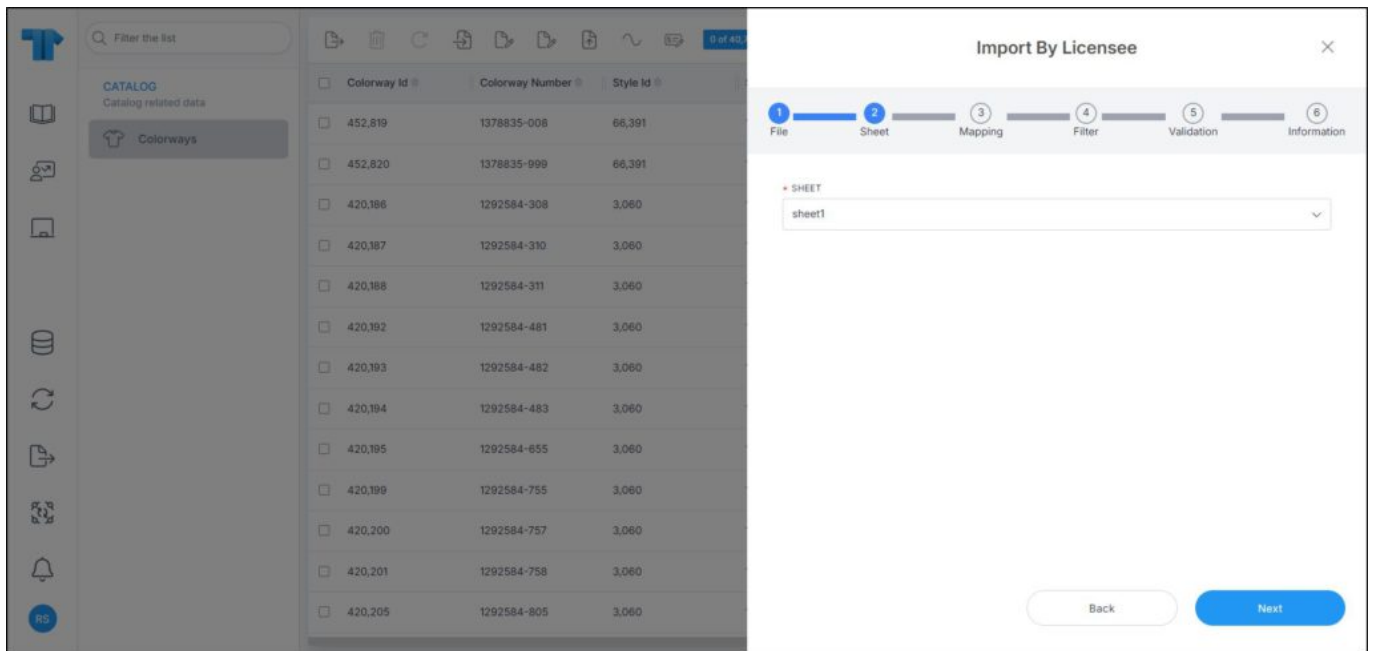 Filter the list
CATALOG
Catalog related data
Colorways
RS
0 of 40,7
Colorway Id
Colorway Number
Style Id
452,819 1378835-008 66,391
452,820 1378835-999 66,391
420,186 1292584-308 3,060
420,187 1292584-310 3,060
420,188 1292584-311 3,060
420,192 1292584-481 3,060
420,193 1292584-482 3,060
420,194 1292584-483 3,060
420,195 1292584-655 3,060
420,199 1292584-755 3,060
420,200 1292584-757 3,060
420,201 1292584-758 3,060
420,205 1292584-805 3,060
Import By Licensee
1 2 3 4 5 6
File Sheet Mapping Filter Validation Information
* SHEET
sheet1
Back Next